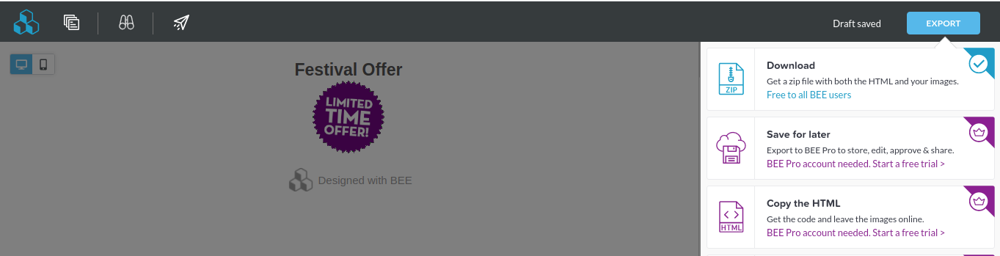 Draft saved
EXPORT
Festival Offer
LIMITED
TIME
OFFER!
Designed with BEE
ZIP
Download
Get a zip file with both the HTML and your images.
Free to all BEE users
Save for later
Export to BEE Pro to store, edit, approve & share.
BEE Pro account needed. Start a free trial >
HTML
Copy the HTML
Get the code and leave the images online.
BEE Pro account needed. Start a free trial >